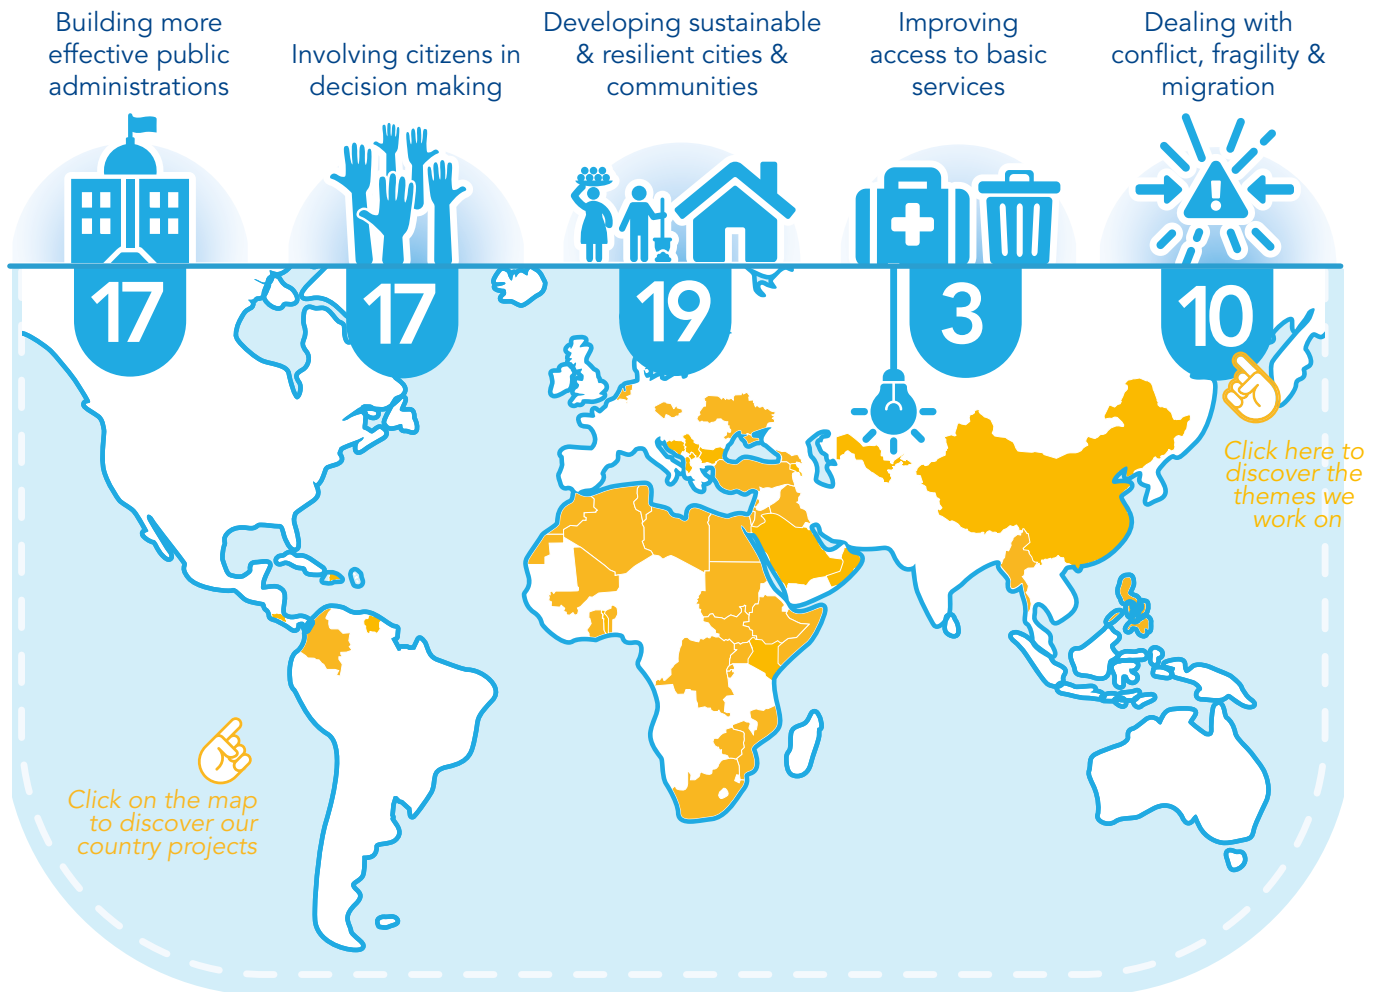 Building more
effective public
administrations
Involving citizens in
decision making
Developing sustainable
& resilient cities &
communities
Improving
access to basic
services
Dealing with
conflict, fragility &
migration
17
17
19
3
10
Click here to
discover the
themes we
work on
Click on the map
to discover our
country projects